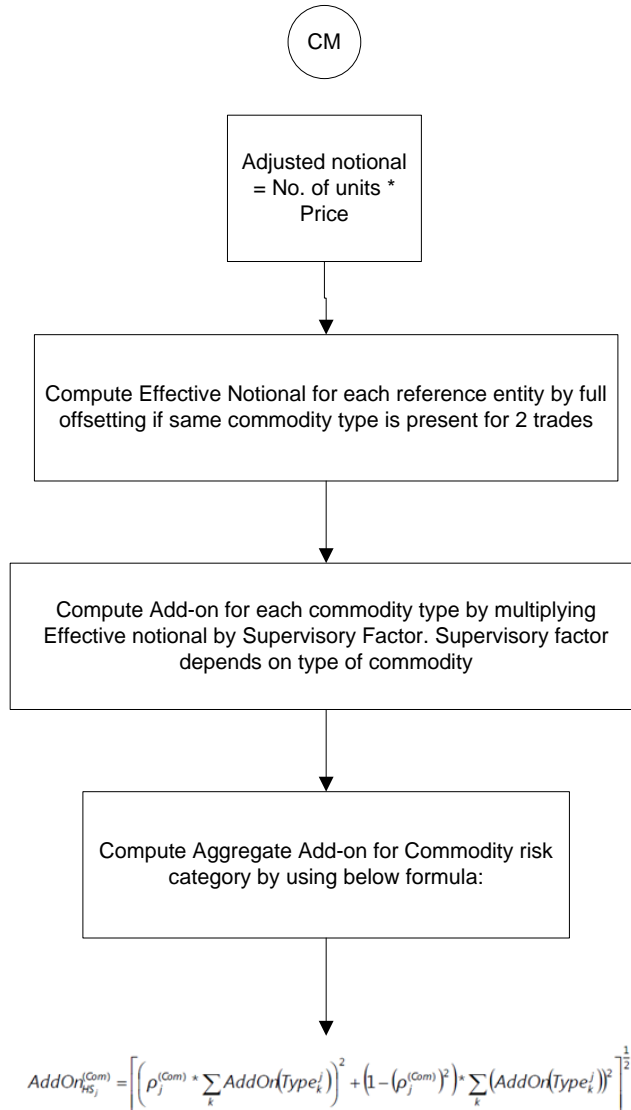 CM
Adjusted notional
= No. of units *
Price
Compute Effective Notional for each reference entity by full
offsetting if same commodity type is present for 2 trades
Compute Add-on for each commodity type by multiplying
Effective notional by Supervisory Factor. Supervisory factor
depends on type of commodity
Compute Aggregate Add-on for Commodity risk
category by using below formula:
AddOn_{HS_j}^{(Com)} = [ ( ρ_j^{(Com)} * ∑_k AddOn(Type_k^j) )^2 + (1 - (ρ_j^{(Com)})^2) * ∑_k (AddOn(Type_k^j))^2 ]^{1/2}